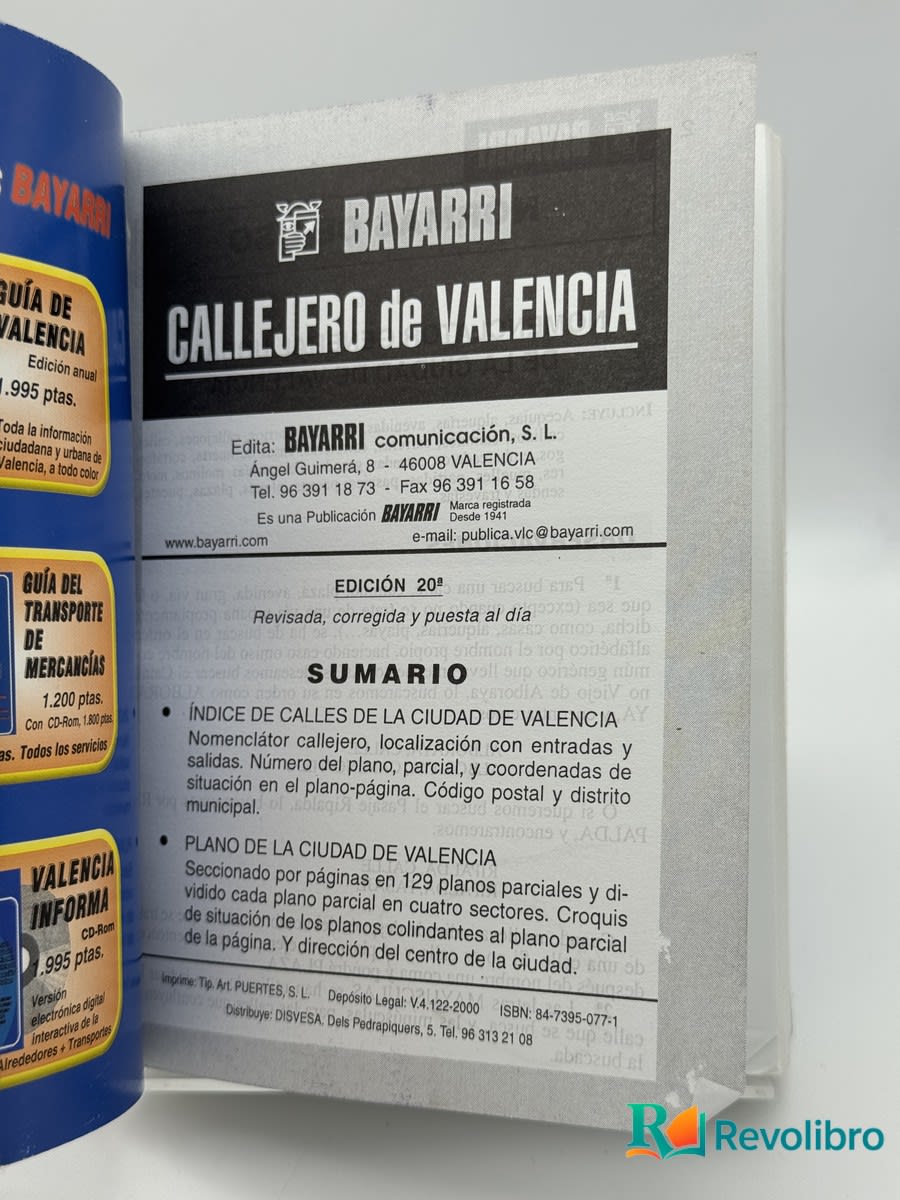 BAYARRI
GUÍA DE
VALENCIA
Edición anual
1.995 ptas.
Toda la información
ciudadana y urbana de
Valencia, a todo color
GUÍA DEL
TRANSPORTE
DE
MERCANCÍAS
1.200 ptas.
Con CD-Rom, 1.800 ptas.
Todos los servicios
VALENCIA
INFORMA
CD-Rom
1.995 ptas.
Versión
electrónica digital
interactiva de la
Alrededores + Transportes
BAYARRI
CALLEJERO de VALENCIA
Edita: BAYARRI comunicación, S. L.
Ángel Guimerá, 8 - 46008 VALENCIA
Tel. 96 391 18 73 - Fax 96 391 16 58
Es una Publicación BAYARRI Marca registrada
Desde 1941
www.bayarri.com e-mail: publica.vlc@bayarri.com
EDICIÓN 20ª
Revisada, corregida y puesta al día
SUMARIO
• ÍNDICE DE CALLES DE LA CIUDAD DE VALENCIA
Nomenclátor callejero, localización con entradas y
salidas. Número del plano, parcial, y coordenadas de
situación en el plano-página. Código postal y distrito
municipal.
• PLANO DE LA CIUDAD DE VALENCIA
Seccionado por páginas en 129 planos parciales y di-
vidido cada plano parcial en cuatro sectores. Croquis
de situación de los planos colindantes al plano parcial
de la página. Y dirección del centro de la ciudad.
Imprime: Tip. Art. PUERTES, S. L. Depósito Legal: V.4.122-2000 ISBN: 84-7395-077-1
Distribuye: DISVESA. Dels Pedrapiquers, 5. Tel. 96 313 21 08
Revolibro